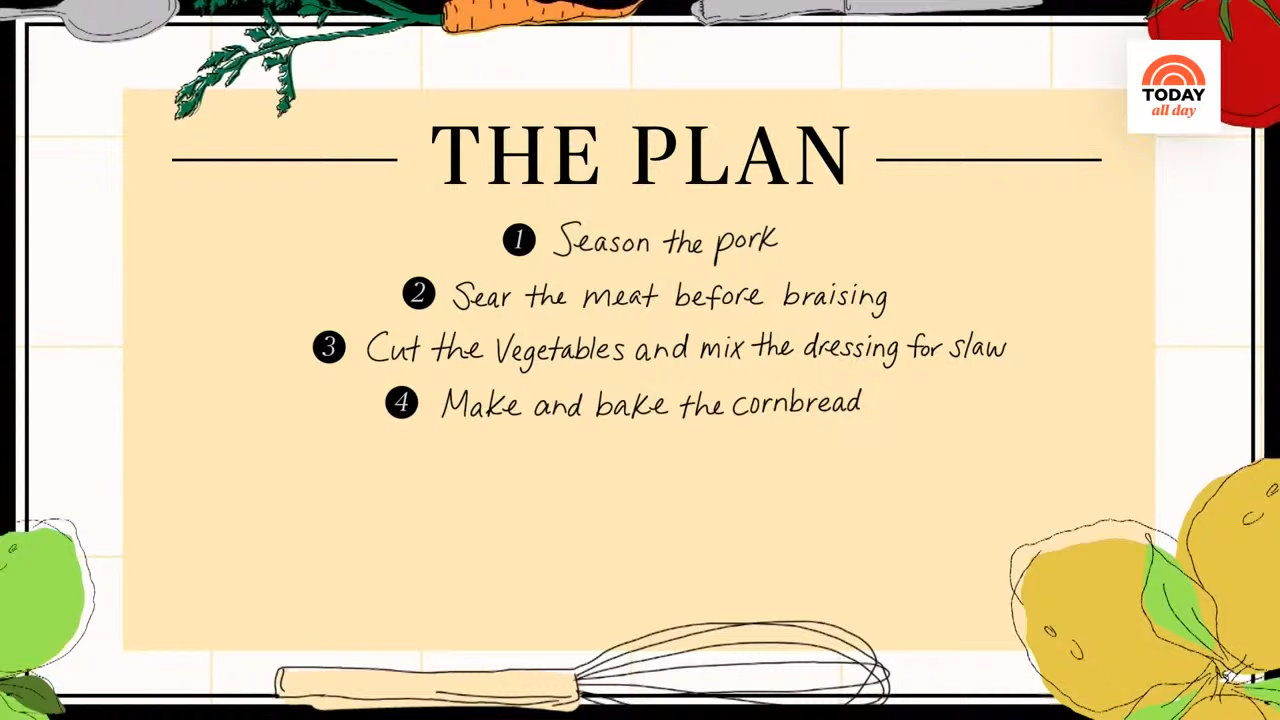 TODAY
all day
THE PLAN
1 Season the pork
2 Sear the meat before braising
3 Cut the Vegetables and mix the dressing for slaw
4 Make and bake the cornbread